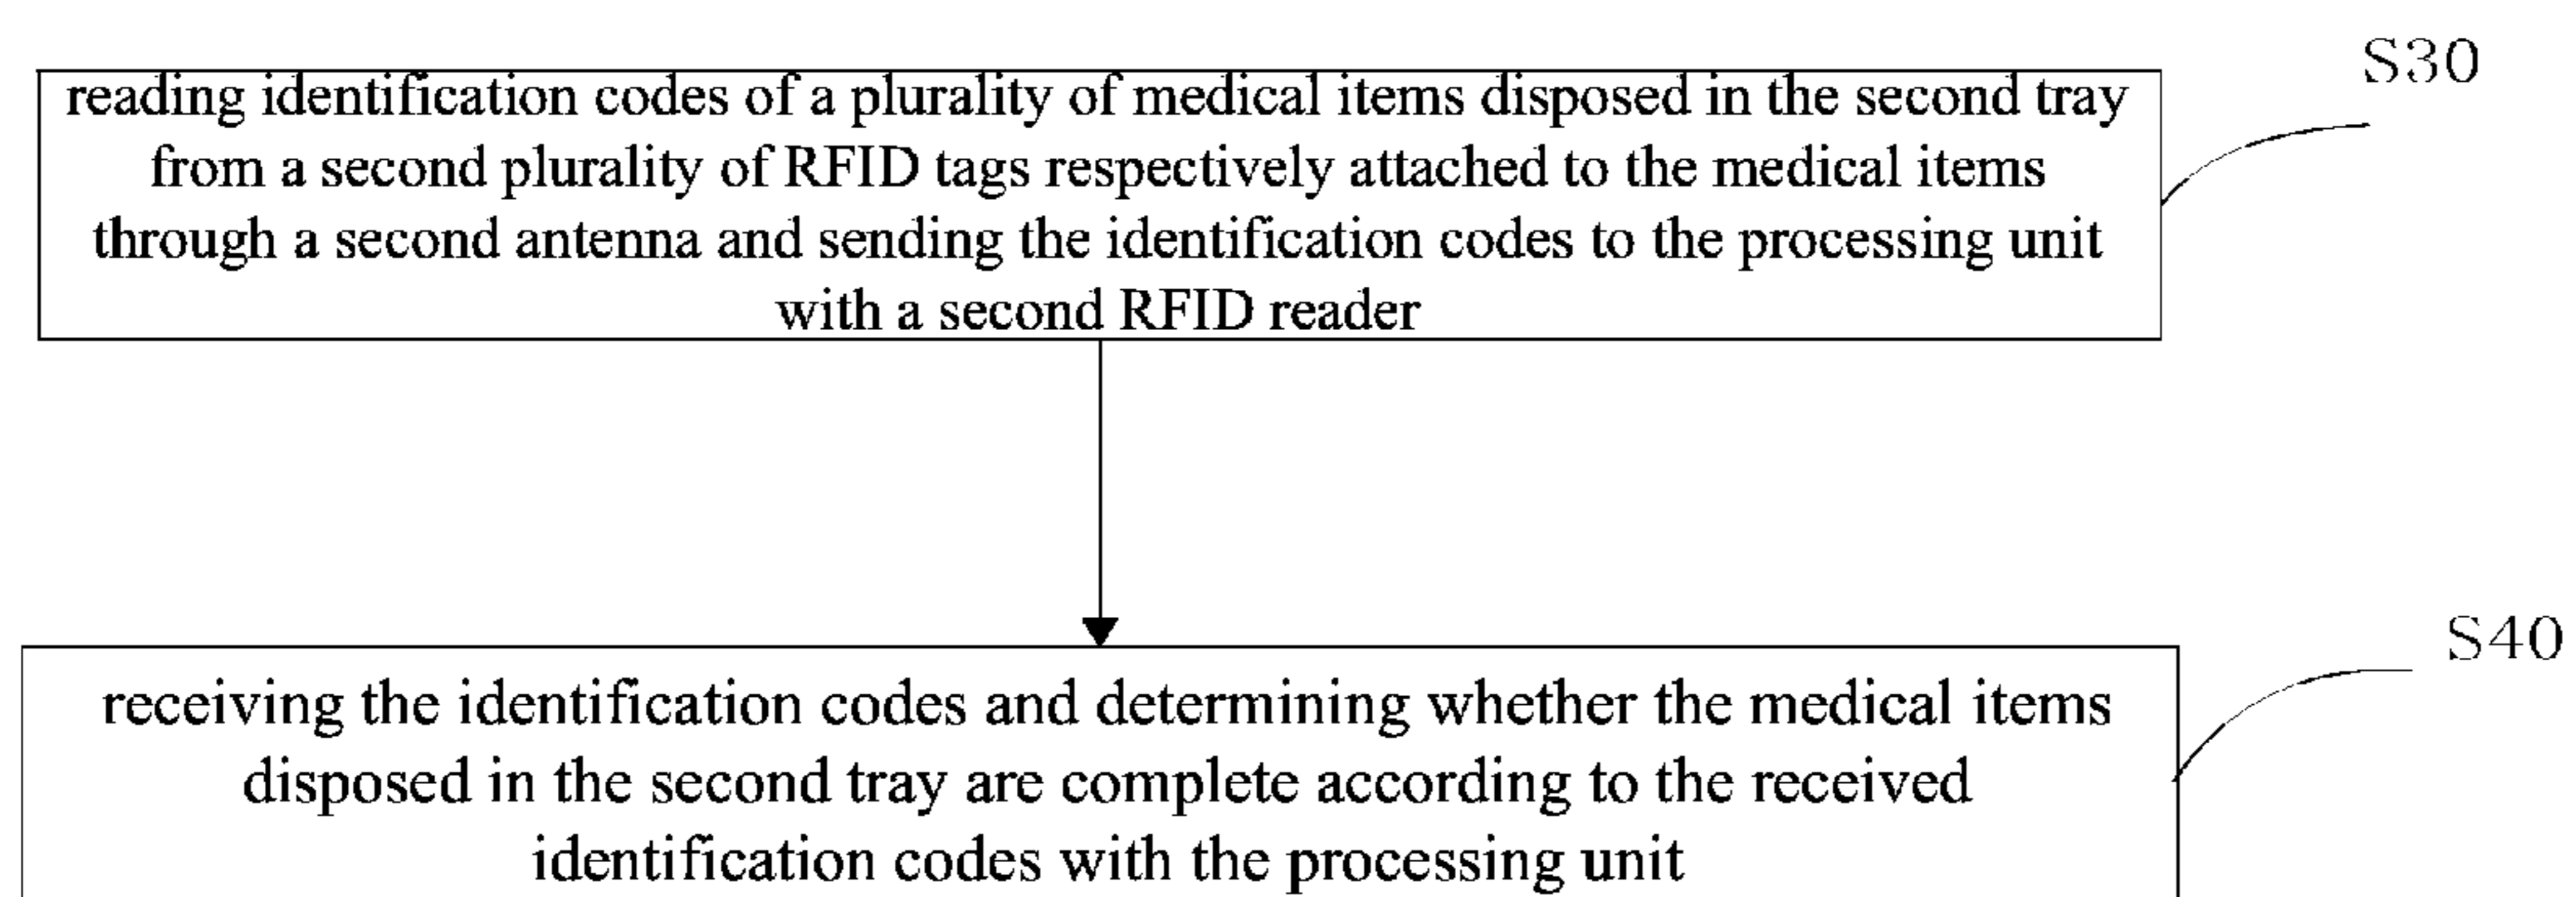 S30
reading identification codes of a plurality of medical items disposed in the second tray
from a second plurality of RFID tags respectively attached to the medical items
through a second antenna and sending the identification codes to the processing unit
with a second RFID reader
S40
receiving the identification codes and determining whether the medical items
disposed in the second tray are complete according to the received
identification codes with the processing unit